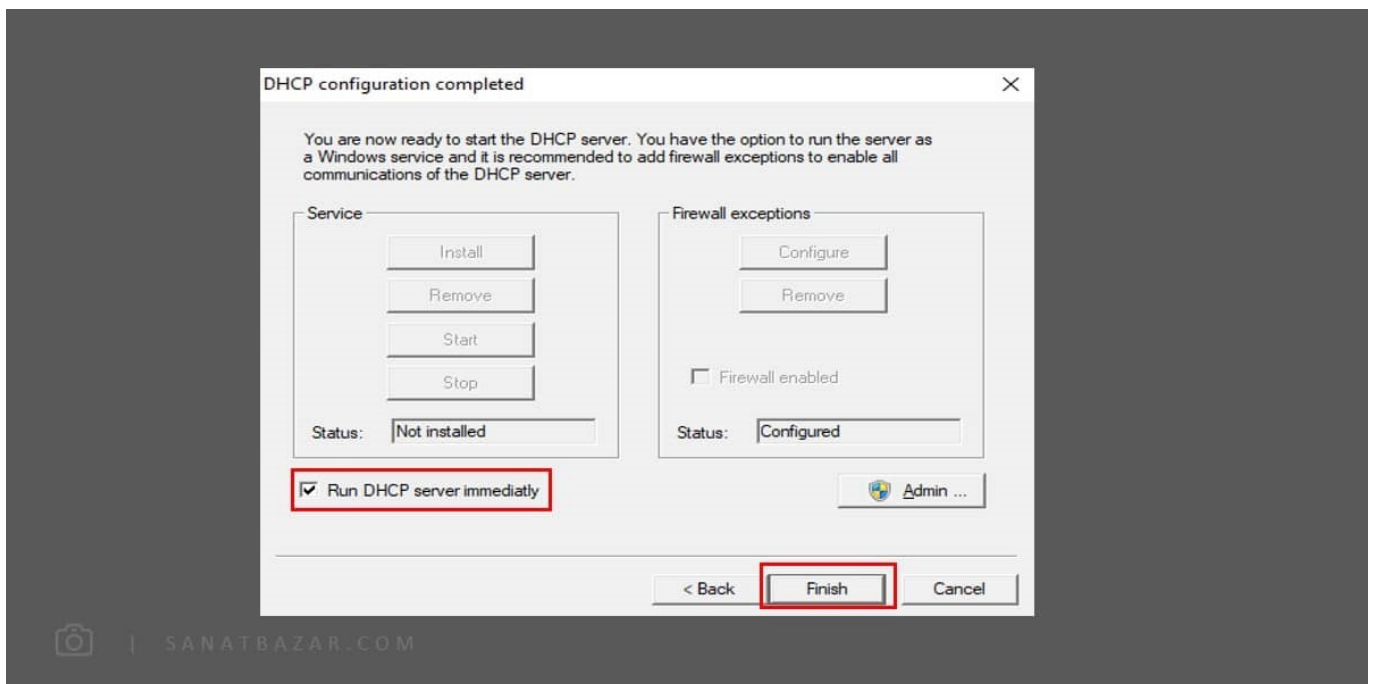 DHCP configuration completed
You are now ready to start the DHCP server. You have the option to run the server as
a Windows service and it is recommended to add firewall exceptions to enable all
communications of the DHCP server.
Service
Install
Remove
Start
Stop
Status: Not installed
Firewall exceptions
Configure
Remove
Firewall enabled
Status: Configured
Run DHCP server immediatly
Admin ...
< Back Finish Cancel
| SANATBAZAR.COM